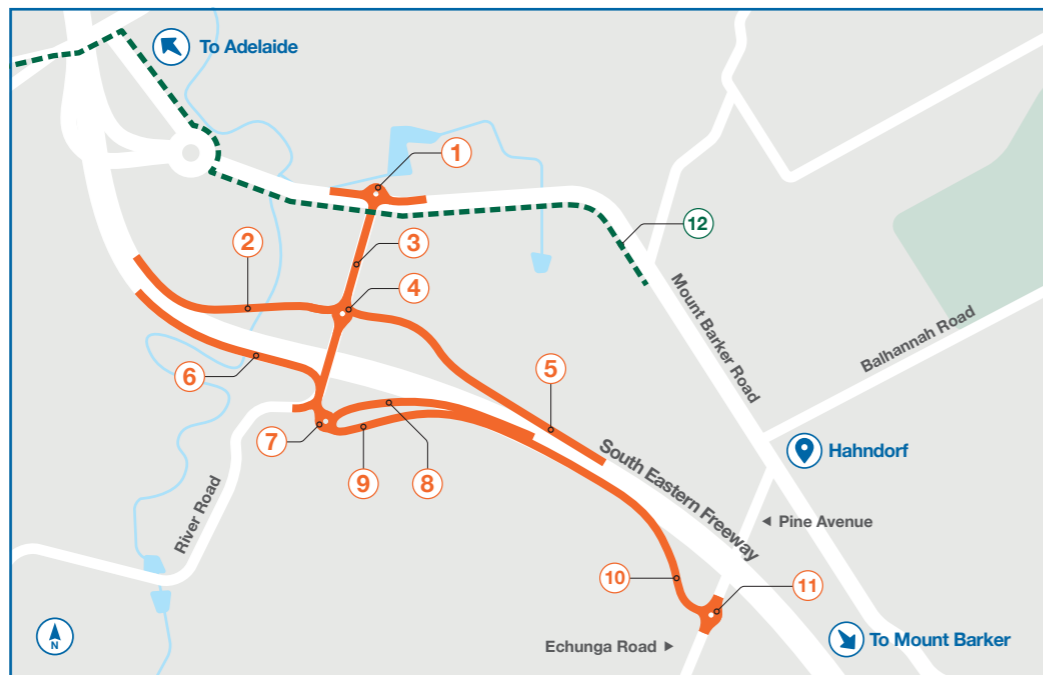 To Adelaide
1
12
2
3
4
Mount Barker Road
Balhannah Road
5
6
7
9
8
South Eastern Freeway
Hahndorf
River Road
Pine Avenue
10
11
N
Echunga Road
To Mount Barker